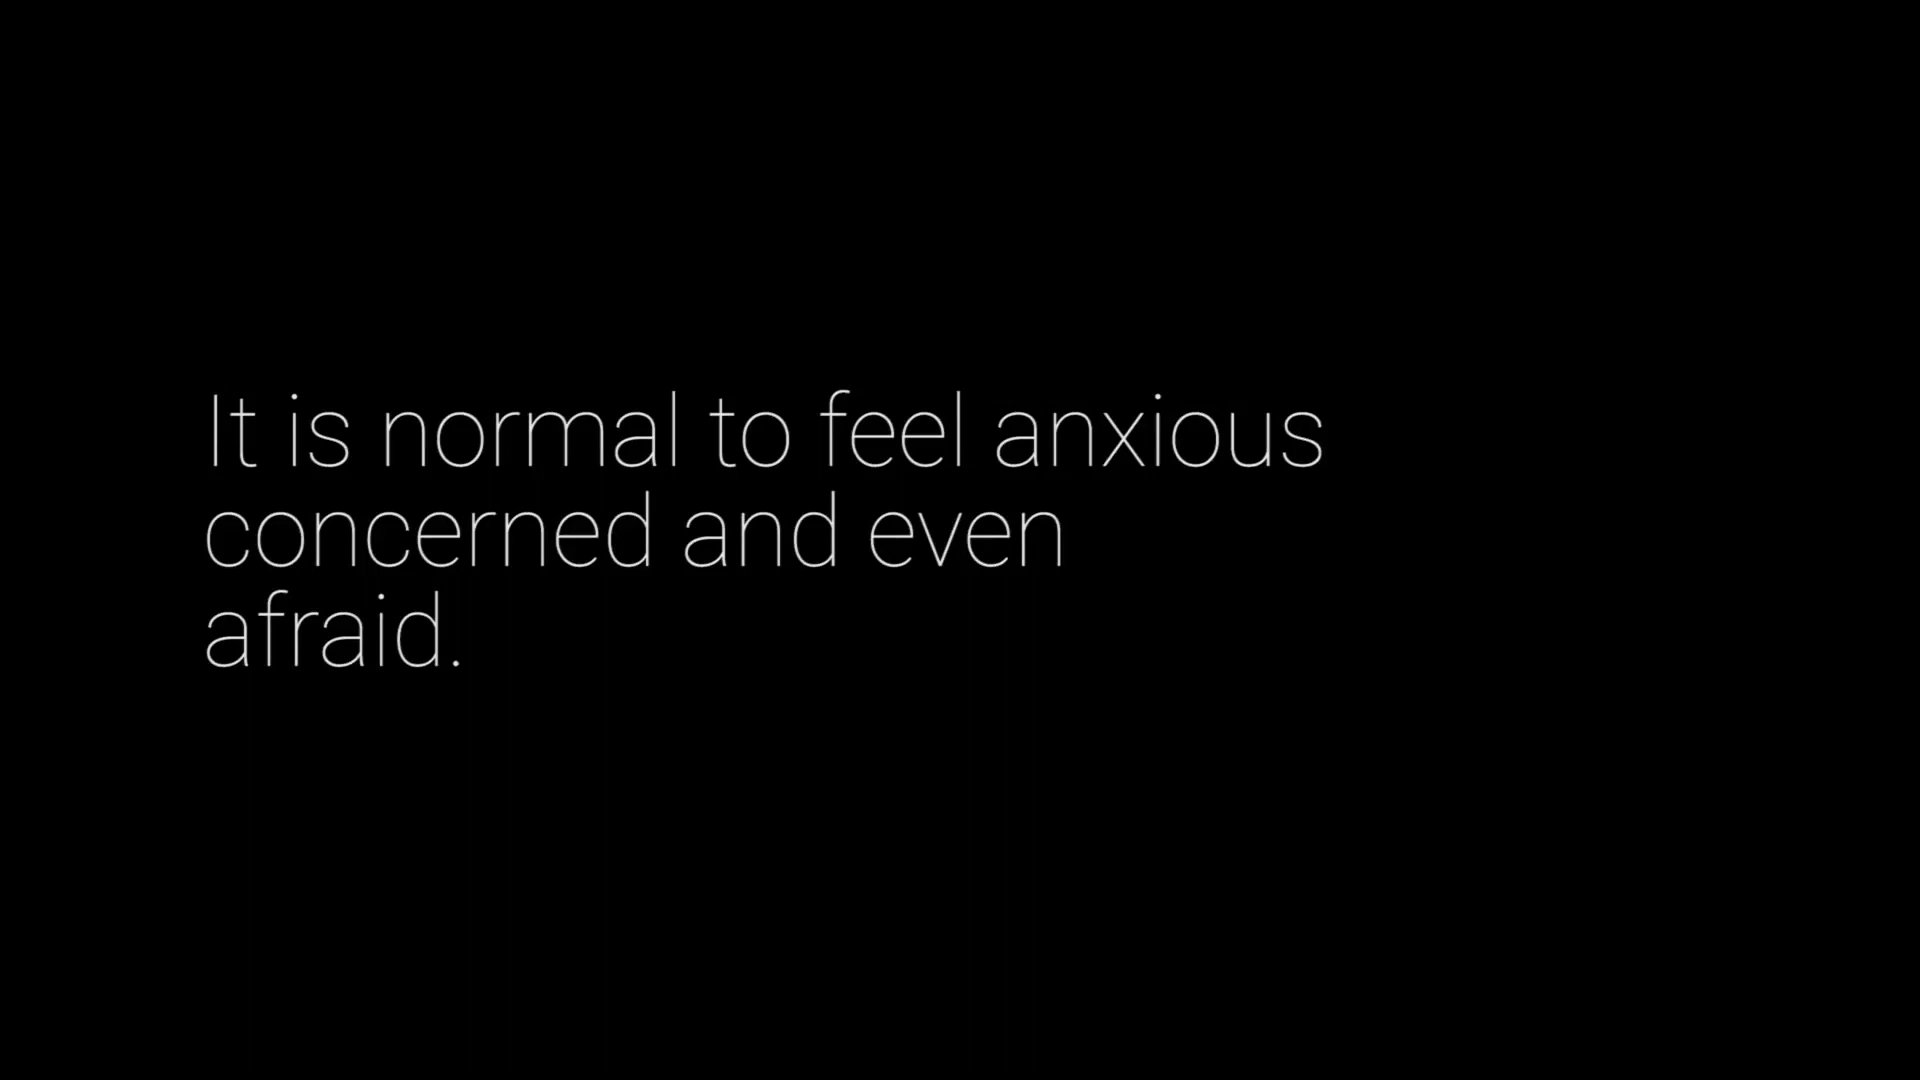 It is normal to feel anxious
concerned and even
afraid.